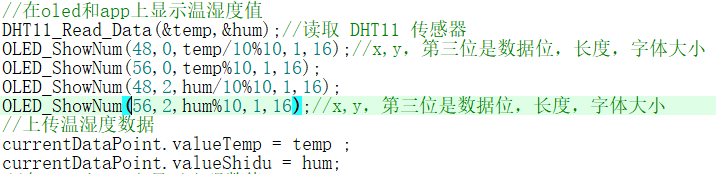 //在oled和app上显示温湿度值
DHT11_Read_Data(&temp,&hum);//读取 DHT11 传感器
OLED_ShowNum(48,0,temp/10%10,1,16);//x,y，第三位是数据位，长度，字体大小
OLED_ShowNum(56,0,temp%10,1,16);
OLED_ShowNum(48,2,hum/10%10,1,16);
OLED_ShowNum(56,2,hum%10,1,16);//x,y，第三位是数据位，长度，字体大小
//上传温湿度数据
currentDataPoint.valueTemp = temp ;
currentDataPoint.valueShidu = hum;